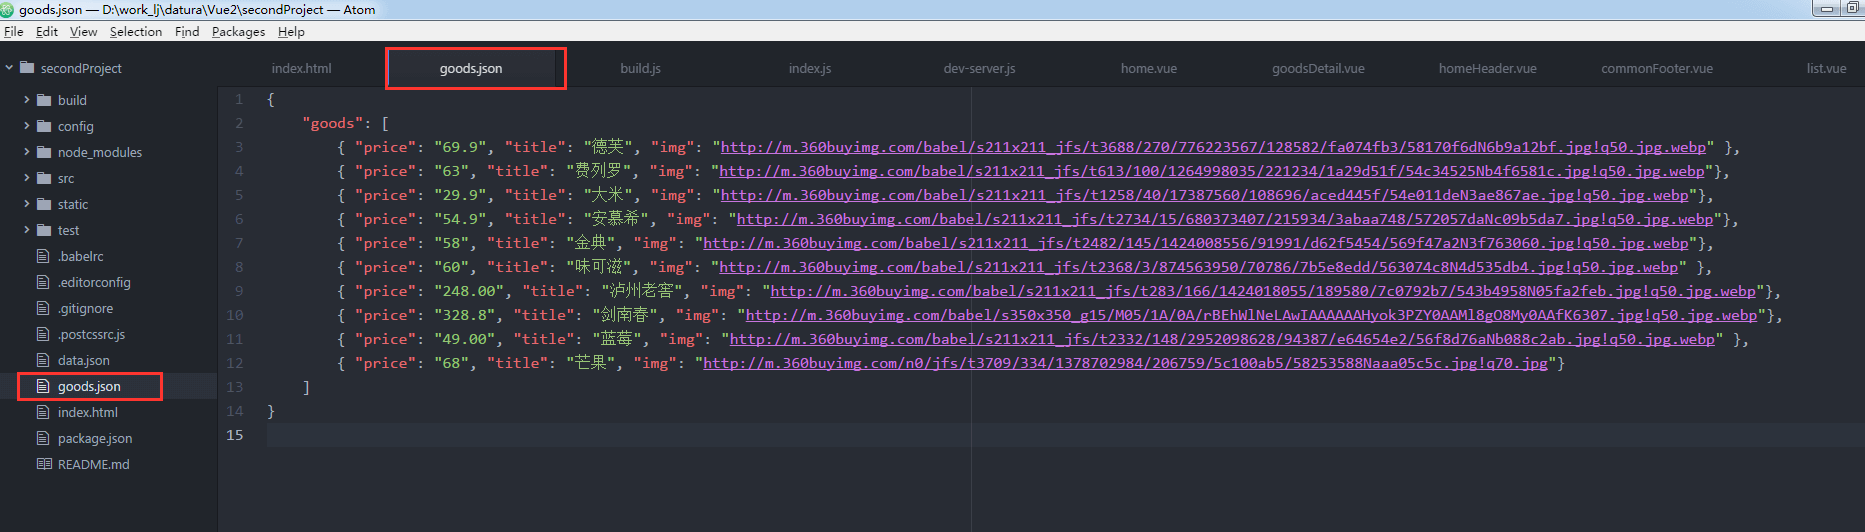 goods.json — D:\work_lj\datura\Vue2\secondProject — Atom
File Edit View Selection Find Packages Help
secondProject
build
config
node_modules
src
static
test
.babelrc
.editorconfig
.gitignore
.postcssrc.js
data.json
goods.json
index.html
package.json
README.md
index.html goods.json build.js index.js dev-server.js home.vue goodsDetail.vue homeHeader.vue commonFooter.vue list.vue
1 {
2 "goods": [
3 { "price": "69.9", "title": "德芙", "img": "http://m.360buyimg.com/babel/s211x211_jfs/t3688/270/776223567/128582/fa074fb3/58170f6dN6b9a12bf.jpg!q50.jpg.webp" },
4 { "price": "63", "title": "费列罗", "img": "http://m.360buyimg.com/babel/s211x211_jfs/t613/100/1264998035/221234/1a29d51f/54c34525Nb4f6581c.jpg!q50.jpg.webp"},
5 { "price": "29.9", "title": "大米", "img": "http://m.360buyimg.com/babel/s211x211_jfs/t1258/40/17387560/108696/aced445f/54e011deN3ae867ae.jpg!q50.jpg.webp"},
6 { "price": "54.9", "title": "安慕希", "img": "http://m.360buyimg.com/babel/s211x211_jfs/t2734/15/680373407/215934/3abaa748/572057daNc09b5da7.jpg!q50.jpg.webp"},
7 { "price": "58", "title": "金典", "img": "http://m.360buyimg.com/babel/s211x211_jfs/t2482/145/1424008556/91991/d62f5454/569f47a2N3f763060.jpg!q50.jpg.webp"},
8 { "price": "60", "title": "味可滋", "img": "http://m.360buyimg.com/babel/s211x211_jfs/t2368/3/874563950/70786/7b5e8edd/563074c8N4d535db4.jpg!q50.jpg.webp" },
9 { "price": "248.00", "title": "泸州老窖", "img": "http://m.360buyimg.com/babel/s211x211_jfs/t283/166/1424018055/189580/7c0792b7/543b4958N05fa2feb.jpg!q50.jpg.webp"},
10 { "price": "328.8", "title": "剑南春", "img": "http://m.360buyimg.com/babel/s350x350_g15/M05/1A/0A/rBEhWlNeLAwIAAAAAAHyok3PZY0AAMl8gO8My0AAfK6307.jpg!q50.jpg.webp"},
11 { "price": "49.00", "title": "蓝莓", "img": "http://m.360buyimg.com/babel/s211x211_jfs/t2332/148/2952098628/94387/e64654e2/56f8d76aNb088c2ab.jpg!q50.jpg.webp" },
12 { "price": "68", "title": "芒果", "img": "http://m.360buyimg.com/n0/jfs/t3709/334/1378702984/206759/5c100ab5/58253588Naaa05c5c.jpg!q70.jpg"}
13 ]
14 }
15